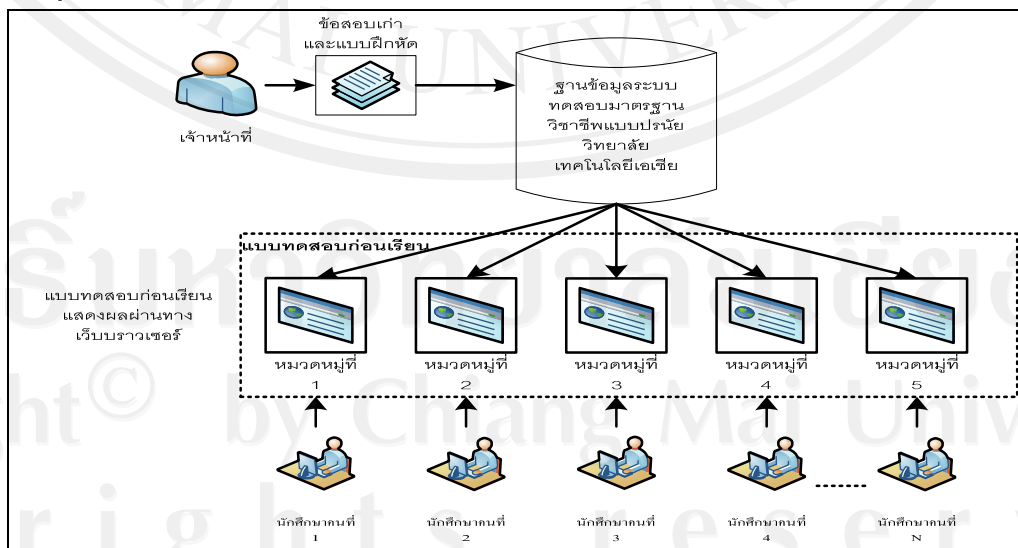 ข้อสอบเก่า
และแบบฝึกหัด
เจ้าหน้าที่
ฐานข้อมูลระบบ
ทดสอบมาตรฐาน
วิชาชีพแบบปรนัย
วิทยาลัย
เทคโนโลยีเอเซีย
แบบทดสอบก่อนเรียน
แบบทดสอบก่อนเรียน
แสดงผลผ่านทาง
เว็บบราวเซอร์
หมวดหมู่ที่
1
หมวดหมู่ที่
2
หมวดหมู่ที่
3
หมวดหมู่ที่
4
หมวดหมู่ที่
5
นักศึกษาคนที่
1
นักศึกษาคนที่
2
นักศึกษาคนที่
3
นักศึกษาคนที่
4
นักศึกษาคนที่
N
MAI UNIVER
ht© by Chiang Mai Univ
rights reser